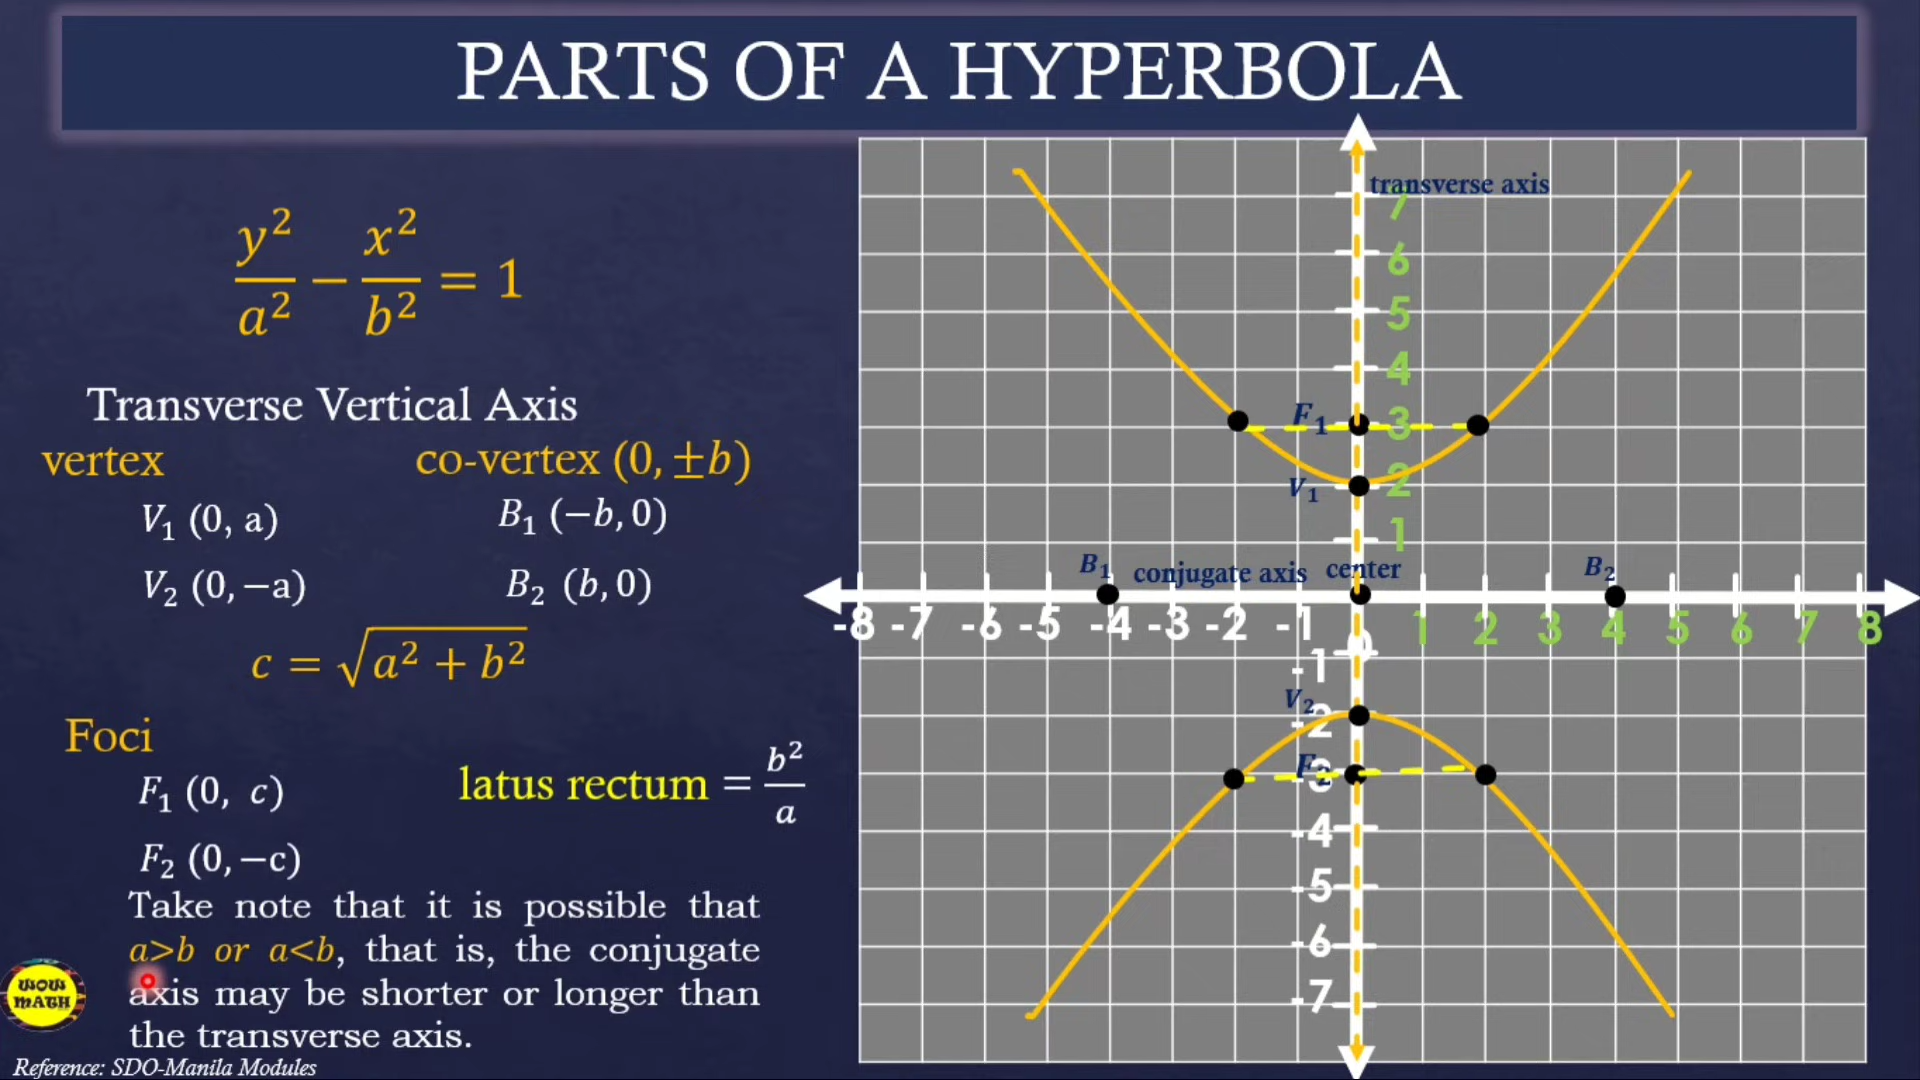 PARTS OF A HYPERBOLA
y²/a² − x²/b² = 1
Transverse Vertical Axis
vertex
co-vertex (0, ±b)
V₁ (0, a)
B₁ (−b, 0)
V₂ (0, −a)
B₂ (b, 0)
c = √(a² + b²)
Foci
F₁ (0, c)
latus rectum = b²/a
F₂ (0, −c)
Take note that it is possible that
a>b or a<b, that is, the conjugate
axis may be shorter or longer than
the transverse axis.
WOW
MATH
Reference: SDO-Manila Modules
transverse axis
7
6
5
4
F₁ 3
V₁ 2
1
B₁ conjugate axis center B₂
-8 -7 -6 -5 -4 -3 -2 -1 0 1 2 3 4 5 6 7 8
-1
V₂
-2
F₂ -3
-4
-5
-6
-7